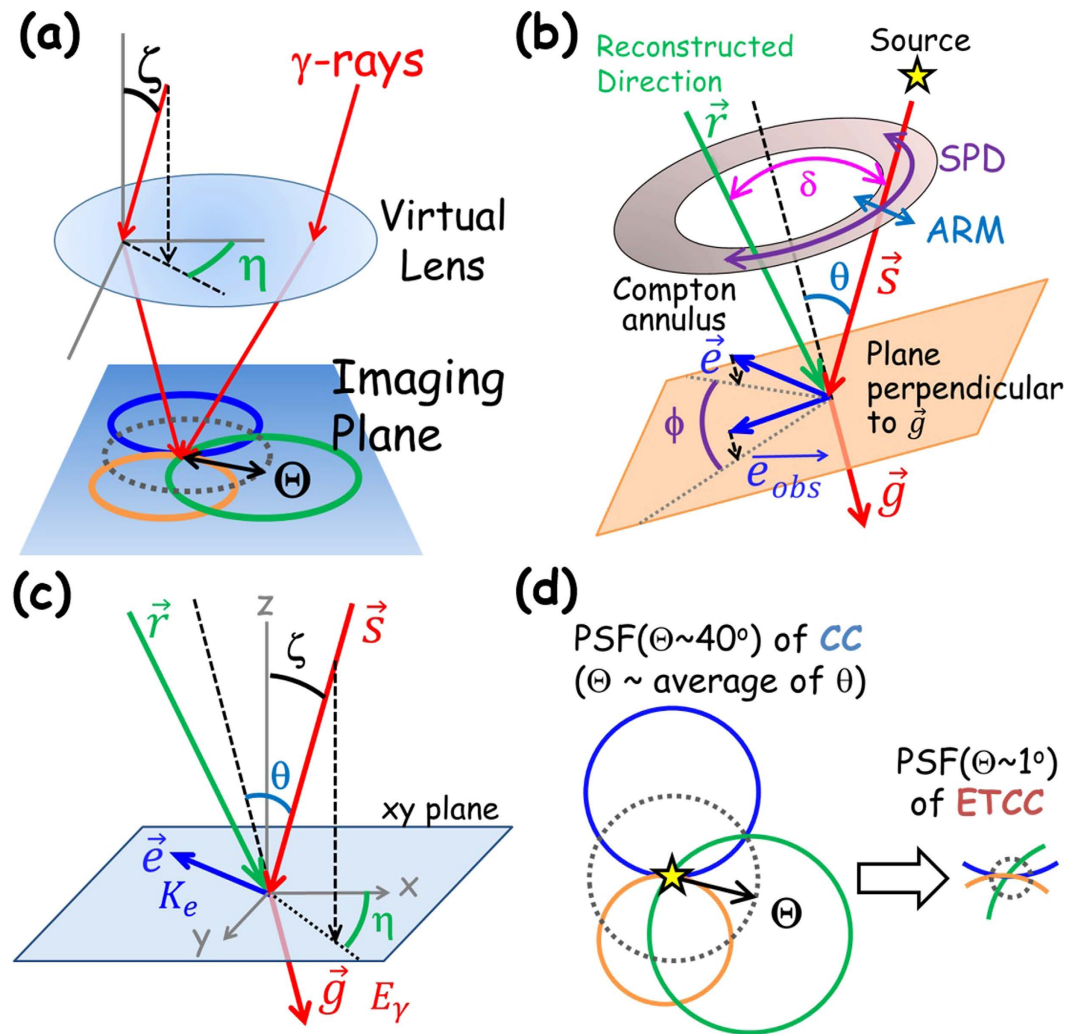 (a)
ζ
γ-rays
Virtual
Lens
η
Imaging
Plane
Θ
(b)
Reconstructed
Direction
r⃗
Source
δ
SPD
ARM
θ
s⃗
Compton
annulus
e⃗
Plane
perpendicular
to g⃗
ϕ
e_obs⃗
g⃗
(c)
r⃗
z
s⃗
ζ
θ
xy plane
e⃗
K_e
x
y
η
g⃗
E_γ
(d)
PSF(Θ~40°) of CC
(Θ ~ average of θ)
PSF(Θ~1°)
of ETCC
Θ